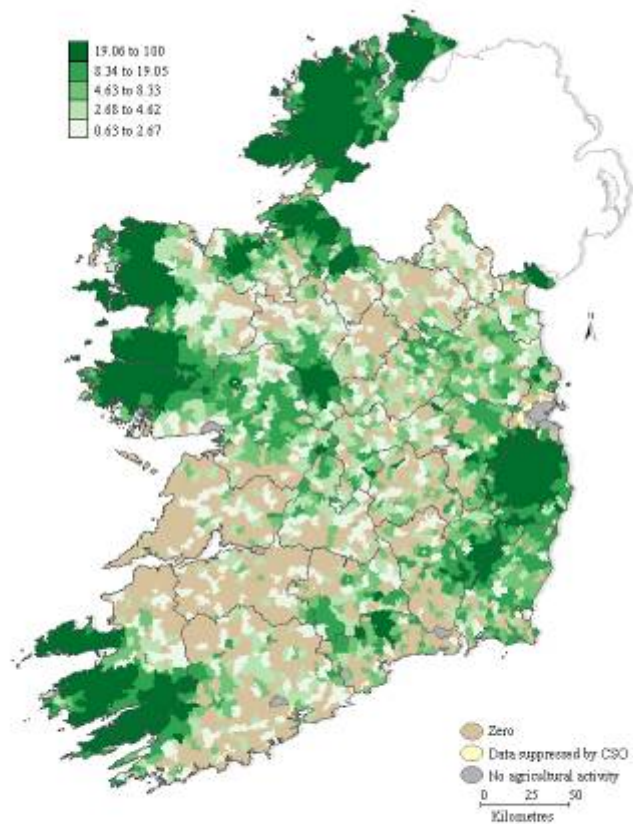 19.06 to 100
8.34 to 19.05
4.63 to 8.33
2.68 to 4.62
0.63 to 2.67
N
Zero
Data suppressed by CSO
No agricultural activity
0 25 50
Kilometres